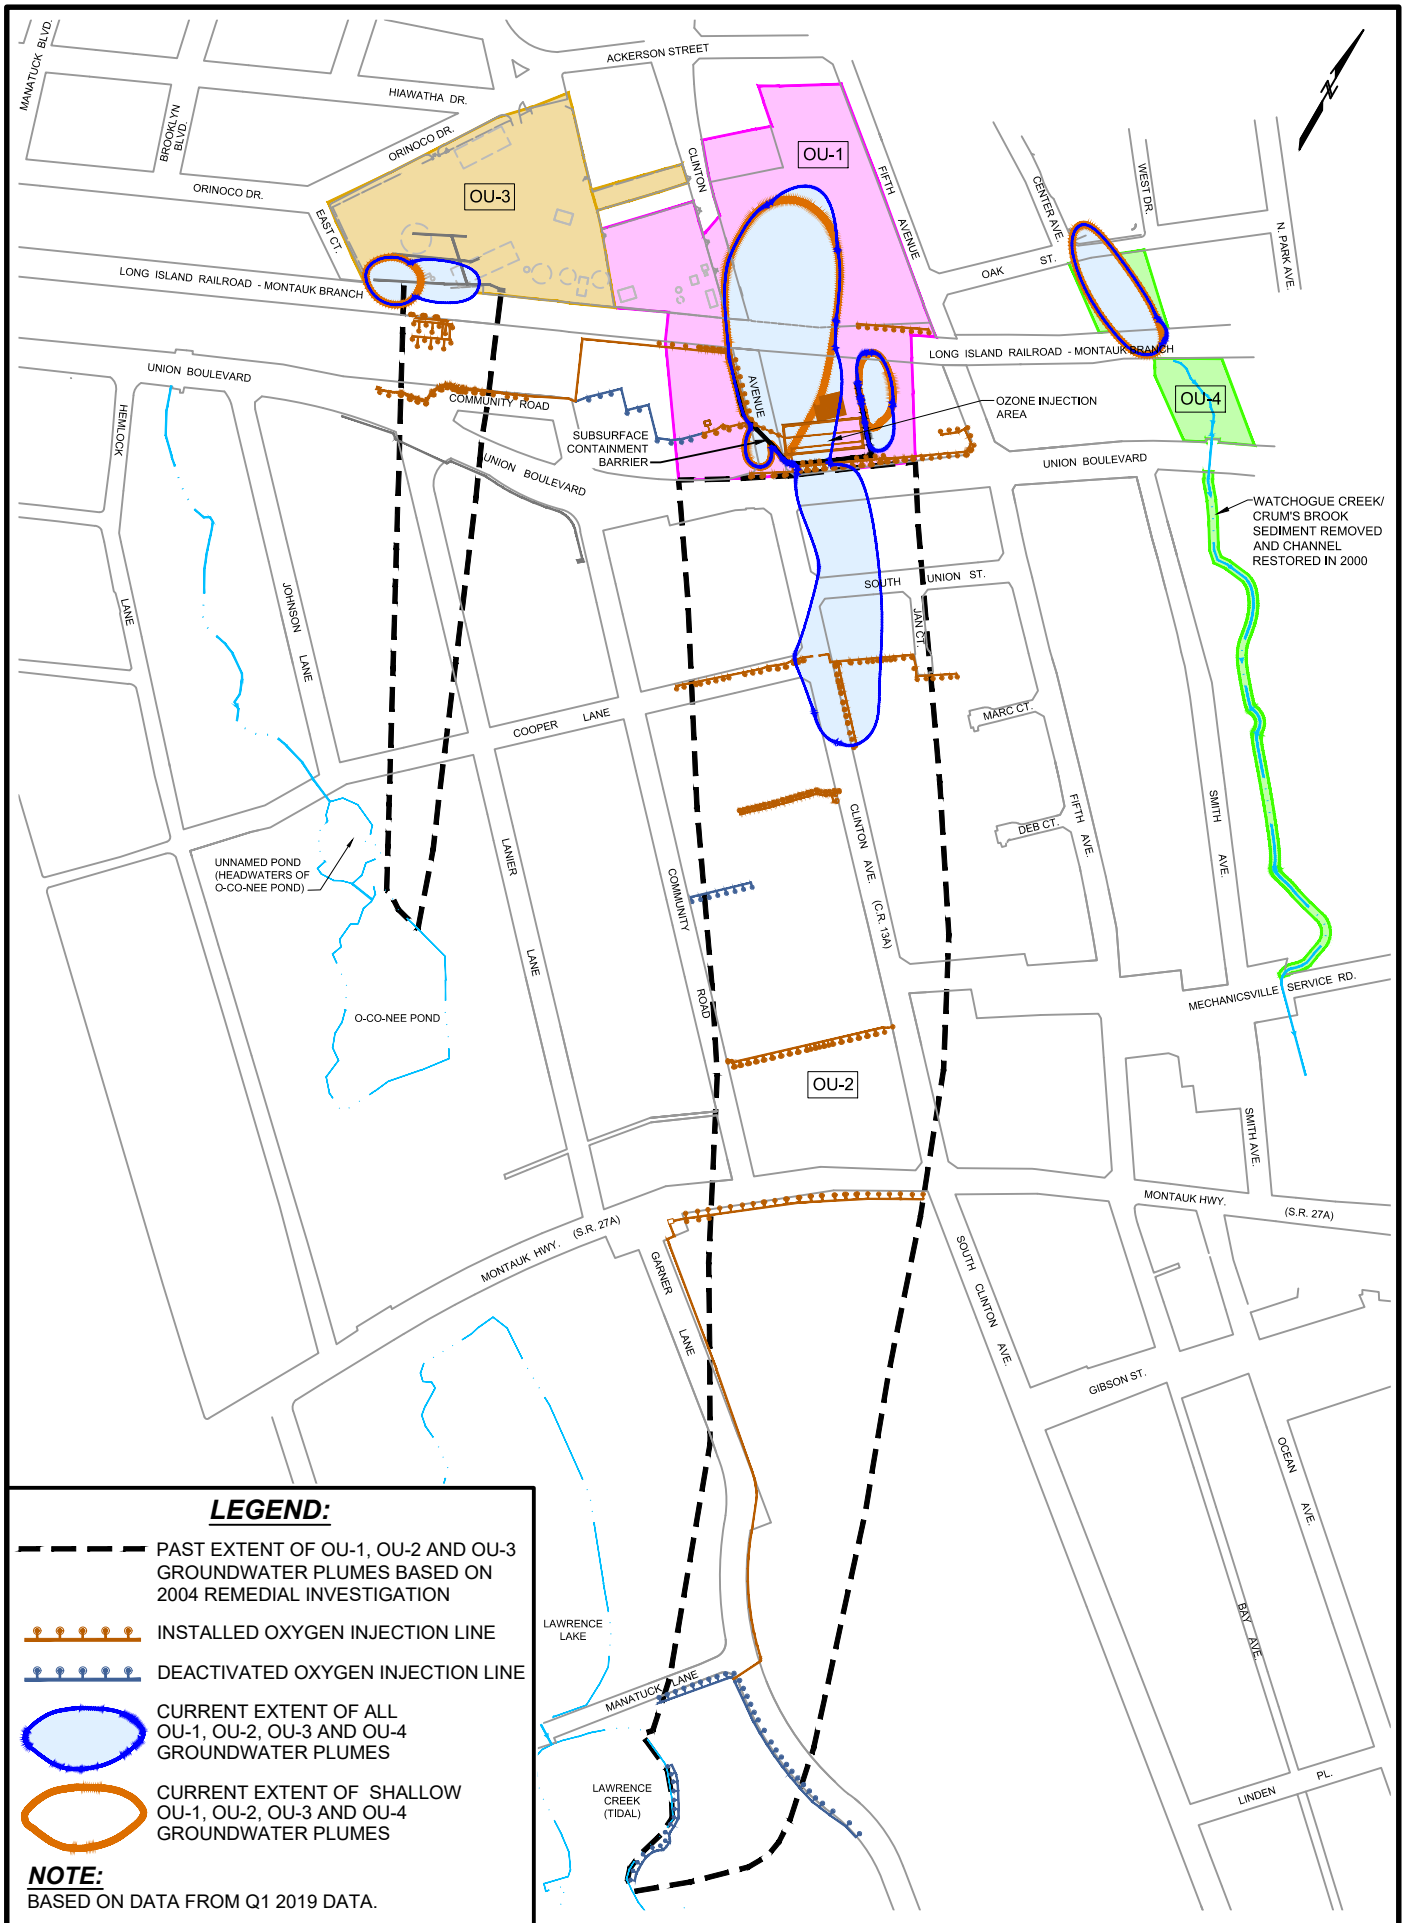 MANATUCK BLVD.
BROOKLYN
BLVD.
ACKERSON STREET
HIAWATHA DR.
ORINOCO DR.
ORINOCO DR.
EAST CT.
OU-3
CLINTON
OU-1
FIFTH
AVENUE
CENTER AVE.
WEST DR.
N. PARK AVE.
OAK ST.
N
LONG ISLAND RAILROAD - MONTAUK BRANCH
LONG ISLAND RAILROAD - MONTAUK BRANCH
UNION BOULEVARD
HEMLOCK
LANE
COMMUNITY ROAD
AVENUE
OZONE INJECTION
AREA
OU-4
SUBSURFACE
CONTAINMENT
BARRIER
UNION BOULEVARD
UNION BOULEVARD
WATCHOGUE CREEK/
CRUM'S BROOK
SEDIMENT REMOVED
AND CHANNEL
RESTORED IN 2000
SOUTH UNION ST.
JAN CT.
JOHNSON
LANE
COOPER LANE
MARC CT.
DEB CT.
FIFTH
AVE.
SMITH
AVE.
CLINTON AVE. (C.R. 13A)
UNNAMED POND
(HEADWATERS OF
O-CO-NEE POND)
LANIER
LANE
COMMUNITY
ROAD
O-CO-NEE POND
MECHANICSVILLE SERVICE RD.
OU-2
SMITH AVE.
MONTAUK HWY. (S.R. 27A)
MONTAUK HWY. (S.R. 27A)
GARNER
LANE
SOUTH CLINTON AVE.
GIBSON ST.
OCEAN
AVE.
BAY AVE.
LAWRENCE
LAKE
MANATUCK LANE
LAWRENCE
CREEK
(TIDAL)
LINDEN PL.
LEGEND:
PAST EXTENT OF OU-1, OU-2 AND OU-3
GROUNDWATER PLUMES BASED ON
2004 REMEDIAL INVESTIGATION
INSTALLED OXYGEN INJECTION LINE
DEACTIVATED OXYGEN INJECTION LINE
CURRENT EXTENT OF ALL
OU-1, OU-2, OU-3 AND OU-4
GROUNDWATER PLUMES
CURRENT EXTENT OF SHALLOW
OU-1, OU-2, OU-3 AND OU-4
GROUNDWATER PLUMES
NOTE:
BASED ON DATA FROM Q1 2019 DATA.